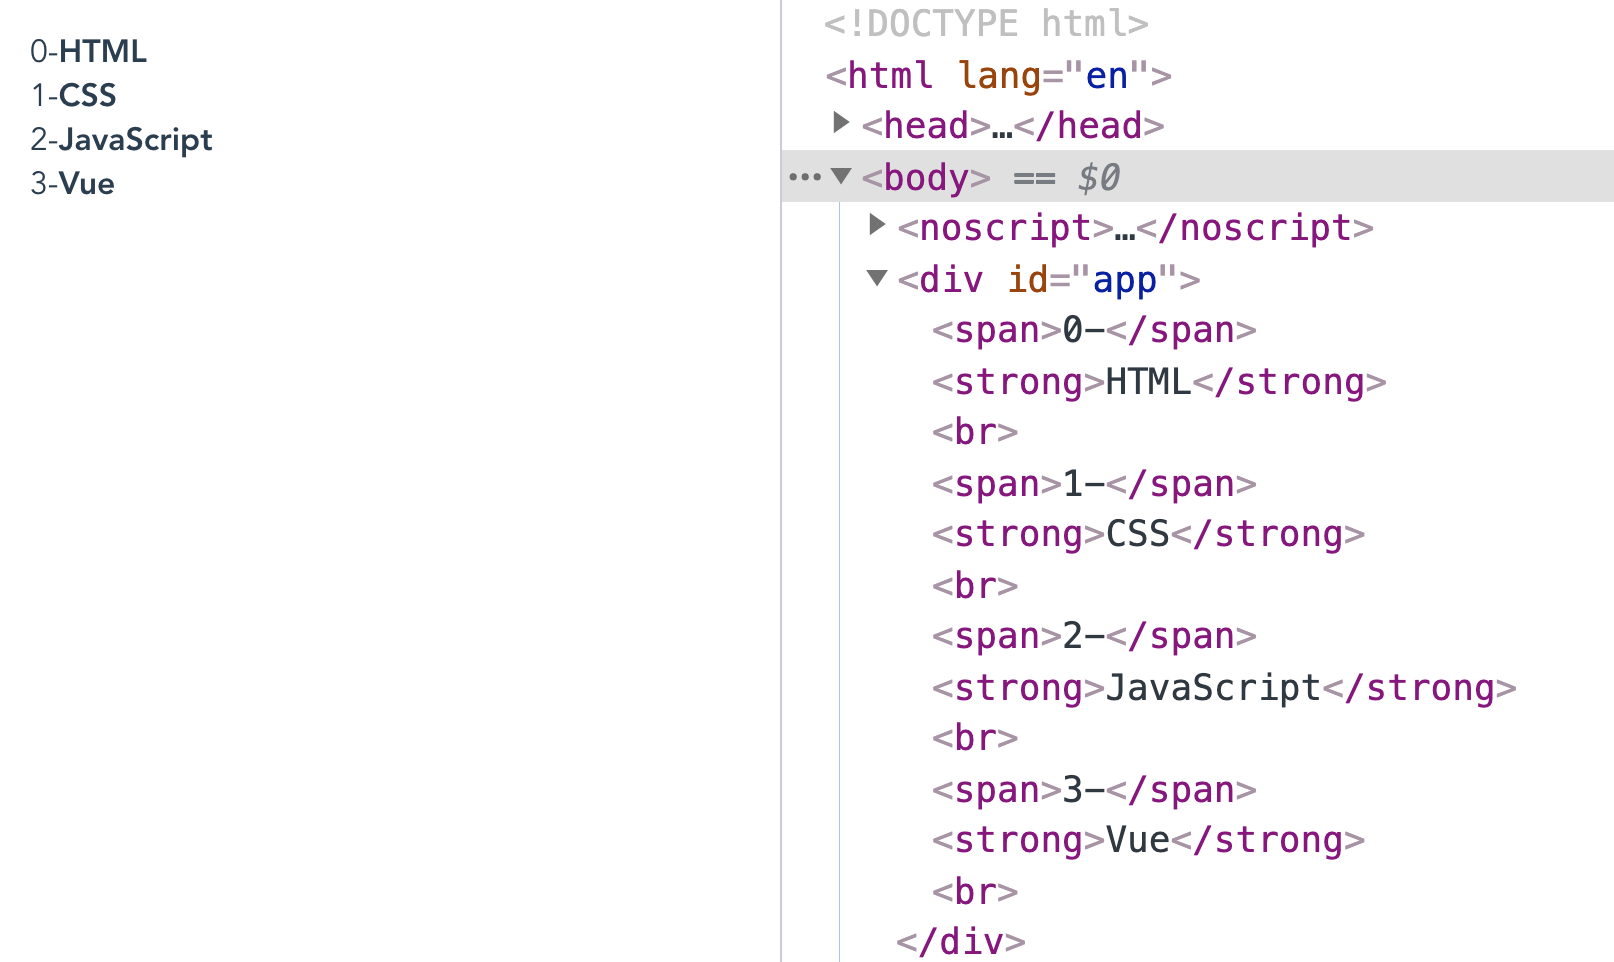 0-HTML
1-CSS
2-JavaScript
3-Vue
<!DOCTYPE html>
<html lang="en">
<head>…</head>
<body> == $0
<noscript>…</noscript>
<div id="app">
<span>0-</span>
<strong>HTML</strong>
<br>
<span>1-</span>
<strong>CSS</strong>
<br>
<span>2-</span>
<strong>JavaScript</strong>
<br>
<span>3-</span>
<strong>Vue</strong>
<br>
</div>